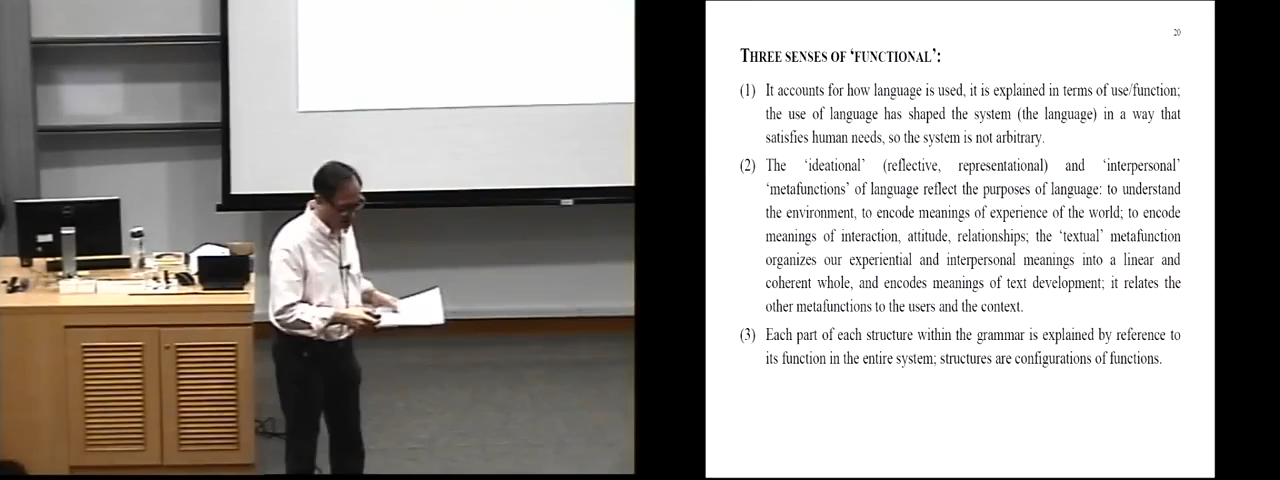 20
THREE SENSES OF ‘FUNCTIONAL’:
(1) It accounts for how language is used, it is explained in terms of use/function;
the use of language has shaped the system (the language) in a way that
satisfies human needs, so the system is not arbitrary.
(2) The ‘ideational’ (reflective, representational) and ‘interpersonal’
‘metafunctions’ of language reflect the purposes of language: to understand
the environment, to encode meanings of experience of the world; to encode
meanings of interaction, attitude, relationships; the ‘textual’ metafunction
organizes our experiential and interpersonal meanings into a linear and
coherent whole, and encodes meanings of text development; it relates the
other metafunctions to the users and the context.
(3) Each part of each structure within the grammar is explained by reference to
its function in the entire system; structures are configurations of functions.